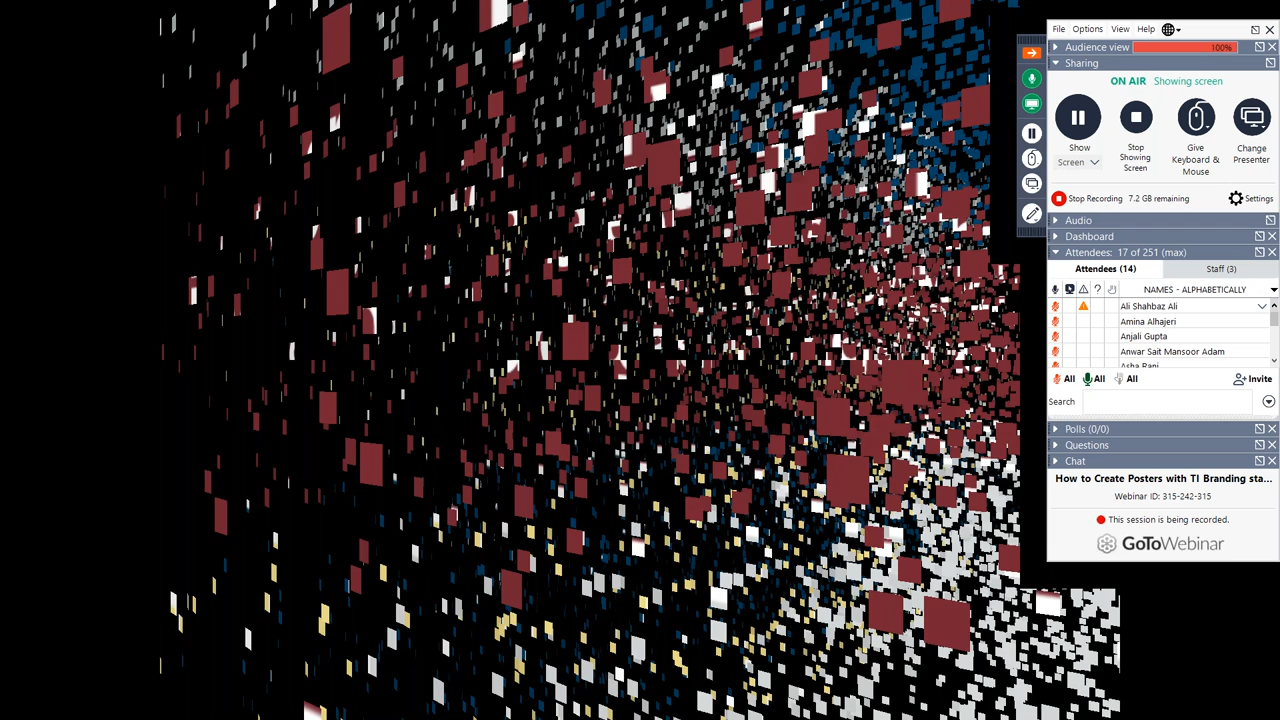 File Options View Help
Audience view 100%
Sharing
ON AIR Showing screen
Show
Screen
Stop Showing Screen
Give Keyboard & Mouse
Change Presenter
Stop Recording 7.2 GB remaining
Settings
Audio
Dashboard
Attendees: 17 of 251 (max)
Attendees (14) Staff (3)
? NAMES - ALPHABETICALLY
Ali Shahbaz Ali
Amina Alhajeri
Anjali Gupta
Anwar Sait Mansoor Adam
Asha Rani
All All All Invite
Search
Polls (0/0)
Questions
Chat
How to Create Posters with TI Branding sta...
Webinar ID: 315-242-315
This session is being recorded.
GoToWebinar